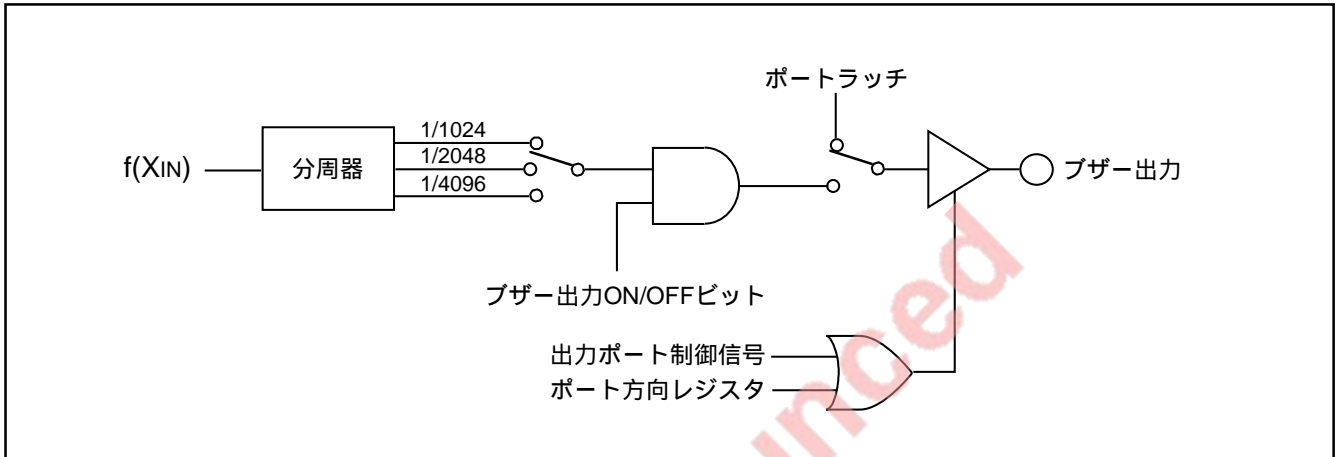 ポートラッチ
1/1024
1/2048
1/4096
f(XIN)
分周器
ブザー出力
ブザー出力ON/OFFビット
出力ポート制御信号
ポート方向レジスタ
unced